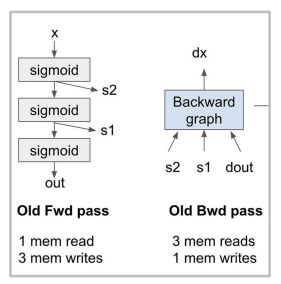 x
sigmoid
s2
sigmoid
s1
sigmoid
out
Old Fwd pass
1 mem read
3 mem writes
dx
Backward
graph
s2 s1 dout
Old Bwd pass
3 mem reads
1 mem writes